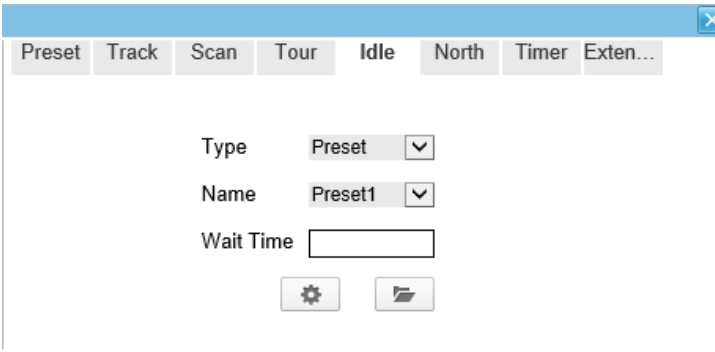 Preset Track Scan Tour Idle North Timer Exten...
Type Preset
Name Preset1
Wait Time